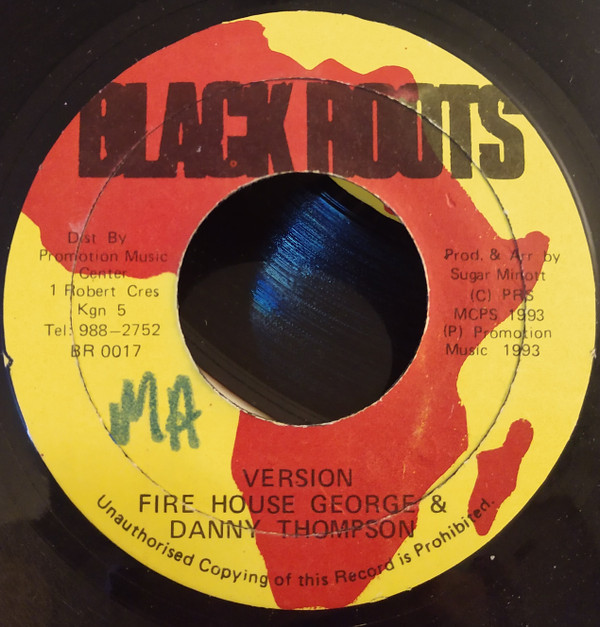 BLACK ROOTS
Dist By
Promotion Music
Center
1 Robert Cres
Kgn 5
Tel: 988-2752
BR 0017
Prod. & Arr by
Sugar Minott
(C) PRS
MCPS 1993
(P) Promotion
Music 1993
MA
VERSION
FIRE HOUSE GEORGE &
DANNY THOMPSON
Unauthorised Copying of this Record is Prohibited.